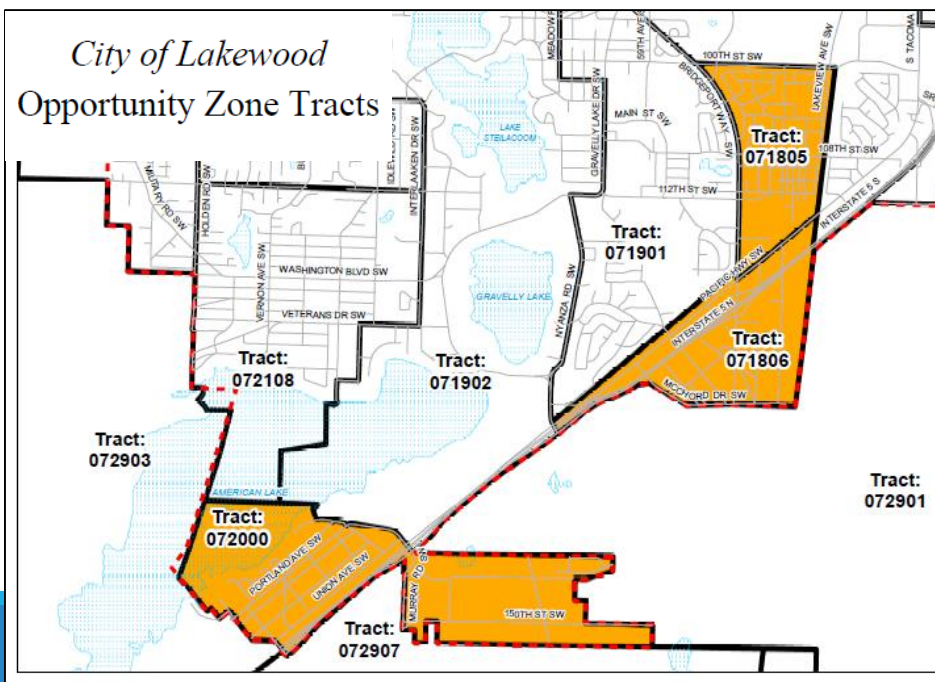 City of Lakewood
Opportunity Zone Tracts
100TH ST SW
59TH AVE
S TACOMA
BRIDGEPORT WAY SW
LAKEVIEW AVE SW
GRAVELLY LAKE DR SW
MAIN ST SW
LAKE
STEILACOOM
INTERLAAKEN DR SW
Tract:
071805
108TH ST SW
112TH ST SW
MILITARY RD SW
HOLDEN RD SW
INTERSTATE 5 S
Tract:
071901
VERNON AVE SW
WASHINGTON BLVD SW
VETERANS DR SW
GRAVELLY LAKE
NYANZA RD SW
PACIFIC HWY SW
INTERSTATE 5 N
Tract:
071806
Tract:
072108
Tract:
071902
MCCHORD DR SW
Tract:
072903
Tract:
072901
AMERICAN LAKE
Tract:
072000
PORTLAND AVE SW
UNION AVE SW
MURRAY RD SW
150TH ST SW
Tract:
072907